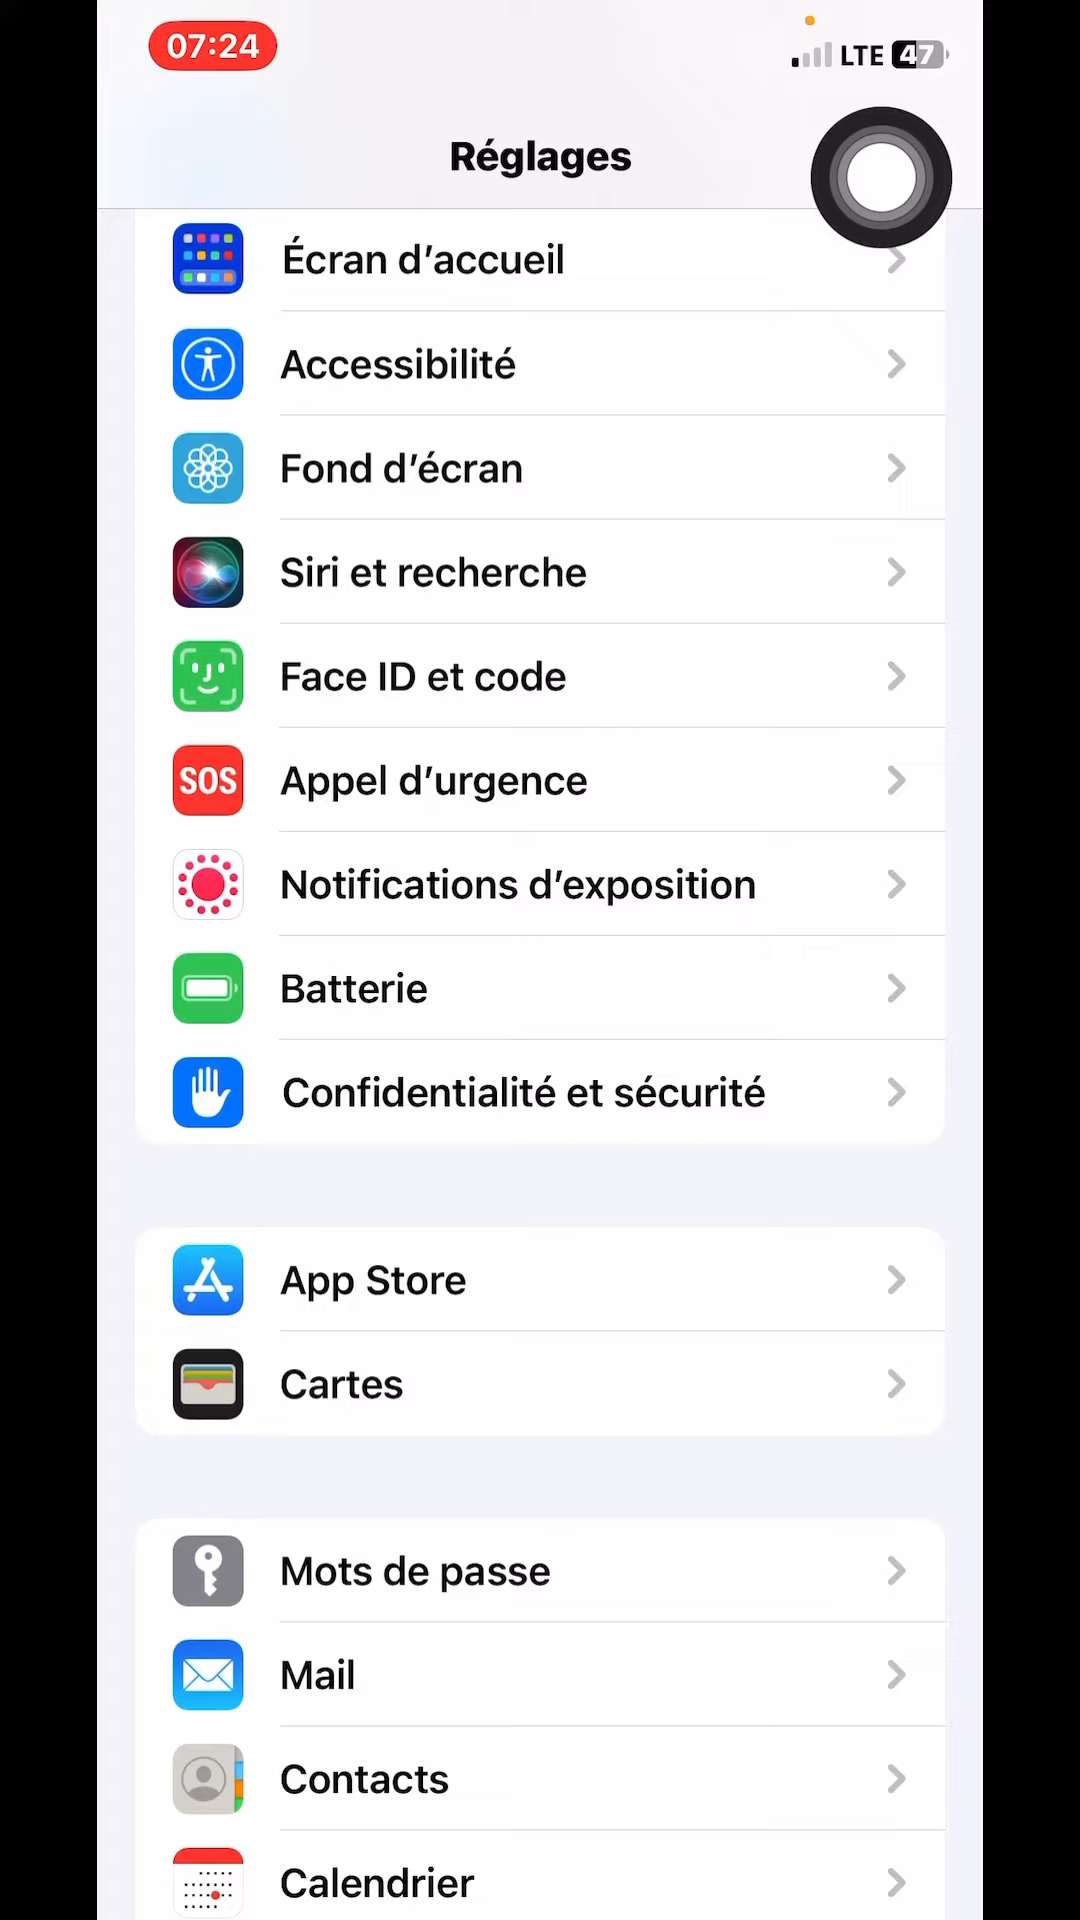 07:24
LTE 47
Réglages
Écran d’accueil
Accessibilité
Fond d’écran
Siri et recherche
Face ID et code
SOS
Appel d’urgence
Notifications d’exposition
Batterie
Confidentialité et sécurité
App Store
Cartes
Mots de passe
Mail
Contacts
Calendrier